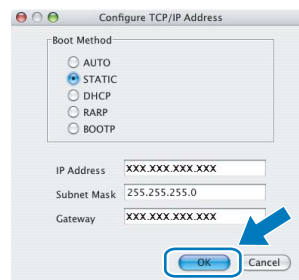 Configure TCP/IP Address
Boot Method
AUTO
STATIC
DHCP
RARP
BOOTP
IP Address XXX.XXX.XXX.XXX
Subnet Mask 255.255.255.0
Gateway XXX.XXX.XXX.XXX
OK Cancel